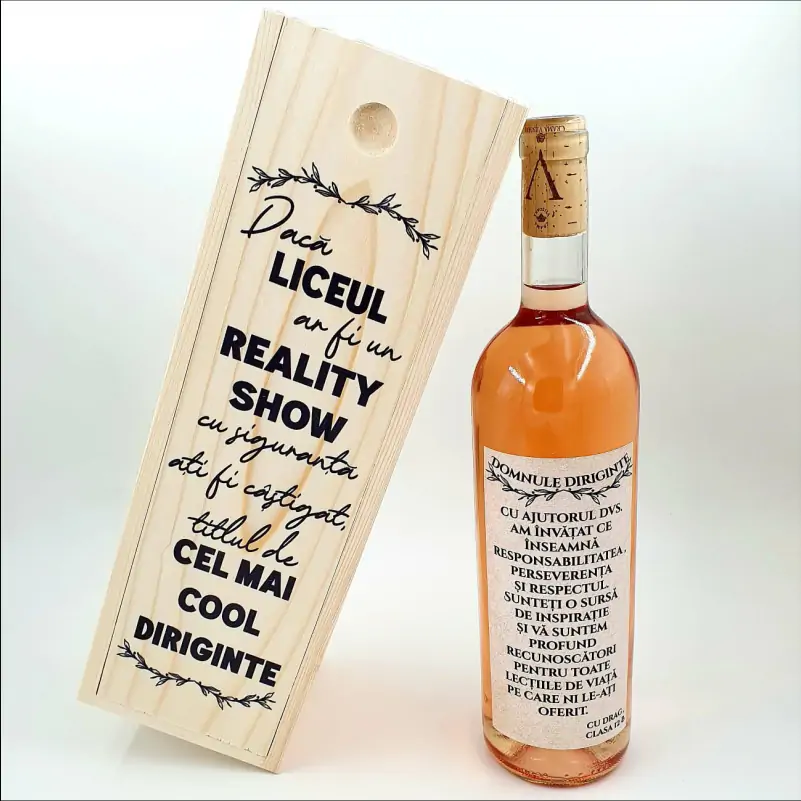 Dacă
LICEUL
ar fi un
REALITY
SHOW
cu siguranță
ați fi câștigat,
titlul de
CEL MAI
COOL
DIRIGINTE
DOMNULE DIRIGINTE
CU AJUTORUL DVS.
AM ÎNVĂȚAT CE
ÎNSEAMNĂ
RESPONSABILITATEA,
PERSEVERENȚA
ȘI RESPECTUL.
SUNTEȚI O SURSĂ
DE INSPIRAȚIE
ȘI VĂ SUNTEM
PROFUND
RECUNOSCĂTORI
PENTRU TOATE
LECȚIILE DE VIAȚĂ
PE CARE NI LE-AȚI
OFERIT.
CU DRAG,
CLASA 12 B